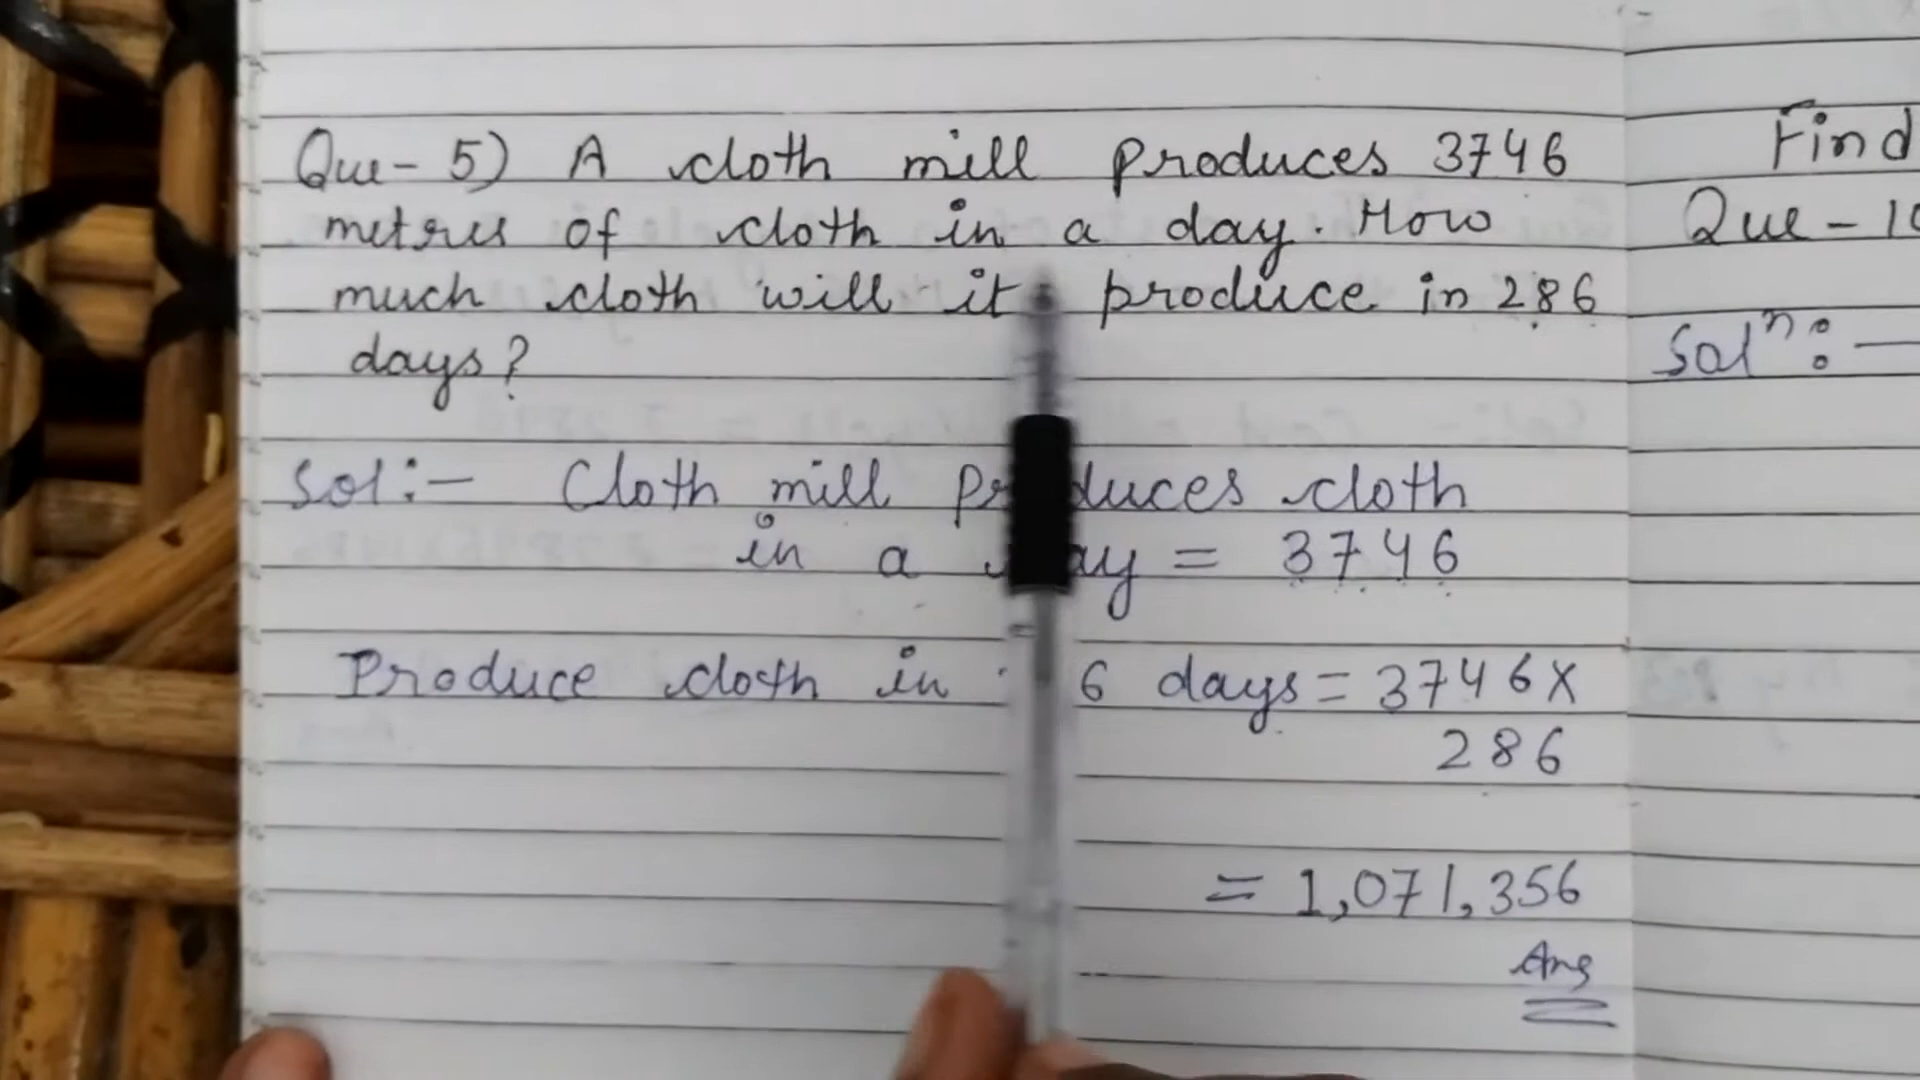 Que- 5) A cloth mill produces 3746
metres of cloth in a day. How
much cloth will it produce in 286
days?
Sol:- Cloth mill duces cloth
in a = 3746
Produce cloth in 6 days = 3746 X
286
= 1,071,356
Ans
Find
Que - 10
Solⁿ: —